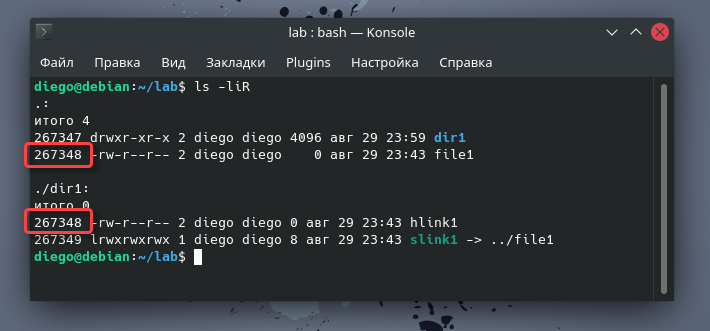 lab : bash — Konsole
Файл Правка Вид Закладки Plugins Настройка Справка
diego@debian:~/lab$ ls -liR
.:
итого 4
267347 drwxr-xr-x 2 diego diego 4096 авг 29 23:59 dir1
267348 -rw-r--r-- 2 diego diego    0 авг 29 23:43 file1

./dir1:
итого 0
267348 -rw-r--r-- 2 diego diego 0 авг 29 23:43 hlink1
267349 lrwxrwxrwx 1 diego diego 8 авг 29 23:43 slink1 -> ../file1
diego@debian:~/lab$